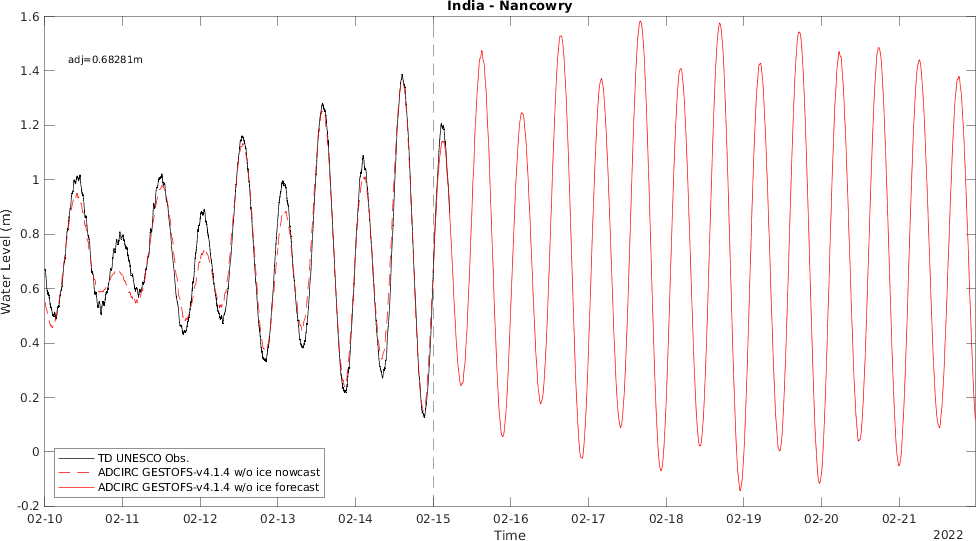 India - Nancowry
adj=0.68281m
1.6
1.4
1.2
1
0.8
0.6
0.4
0.2
0
-0.2
Water Level (m)
TD UNESCO Obs.
ADCIRC GESTOFS-v4.1.4 w/o ice nowcast
ADCIRC GESTOFS-v4.1.4 w/o ice forecast
02-10 02-11 02-12 02-13 02-14 02-15 02-16 02-17 02-18 02-19 02-20 02-21
Time
2022